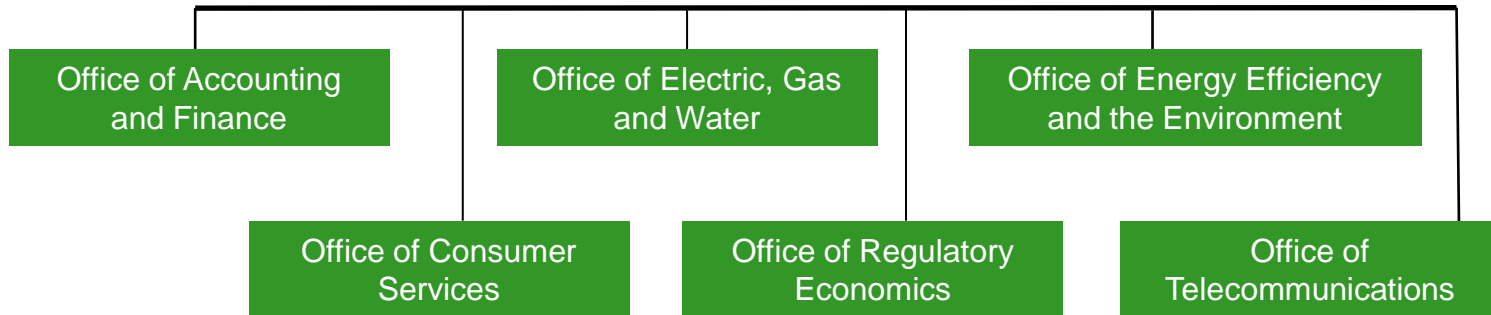 Office of Accounting
and Finance
Office of Electric, Gas
and Water
Office of Energy Efficiency
and the Environment
Office of Consumer
Services
Office of Regulatory
Economics
Office of
Telecommunications